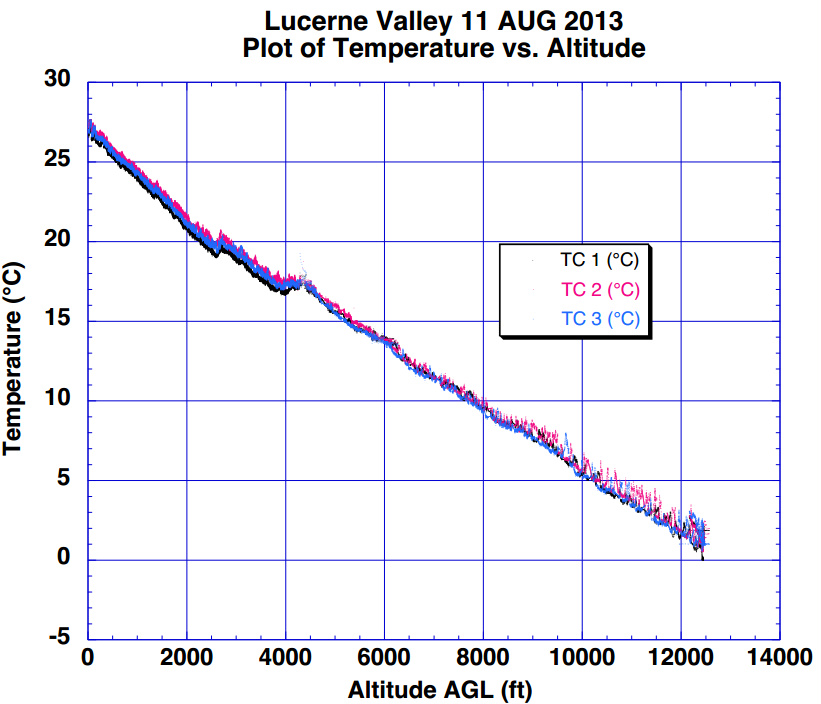 Lucerne Valley 11 AUG 2013
Plot of Temperature vs. Altitude
30
25
20
15
10
5
0
-5
Temperature (°C)
TC 1 (°C)
TC 2 (°C)
TC 3 (°C)
0 2000 4000 6000 8000 10000 12000 14000
Altitude AGL (ft)